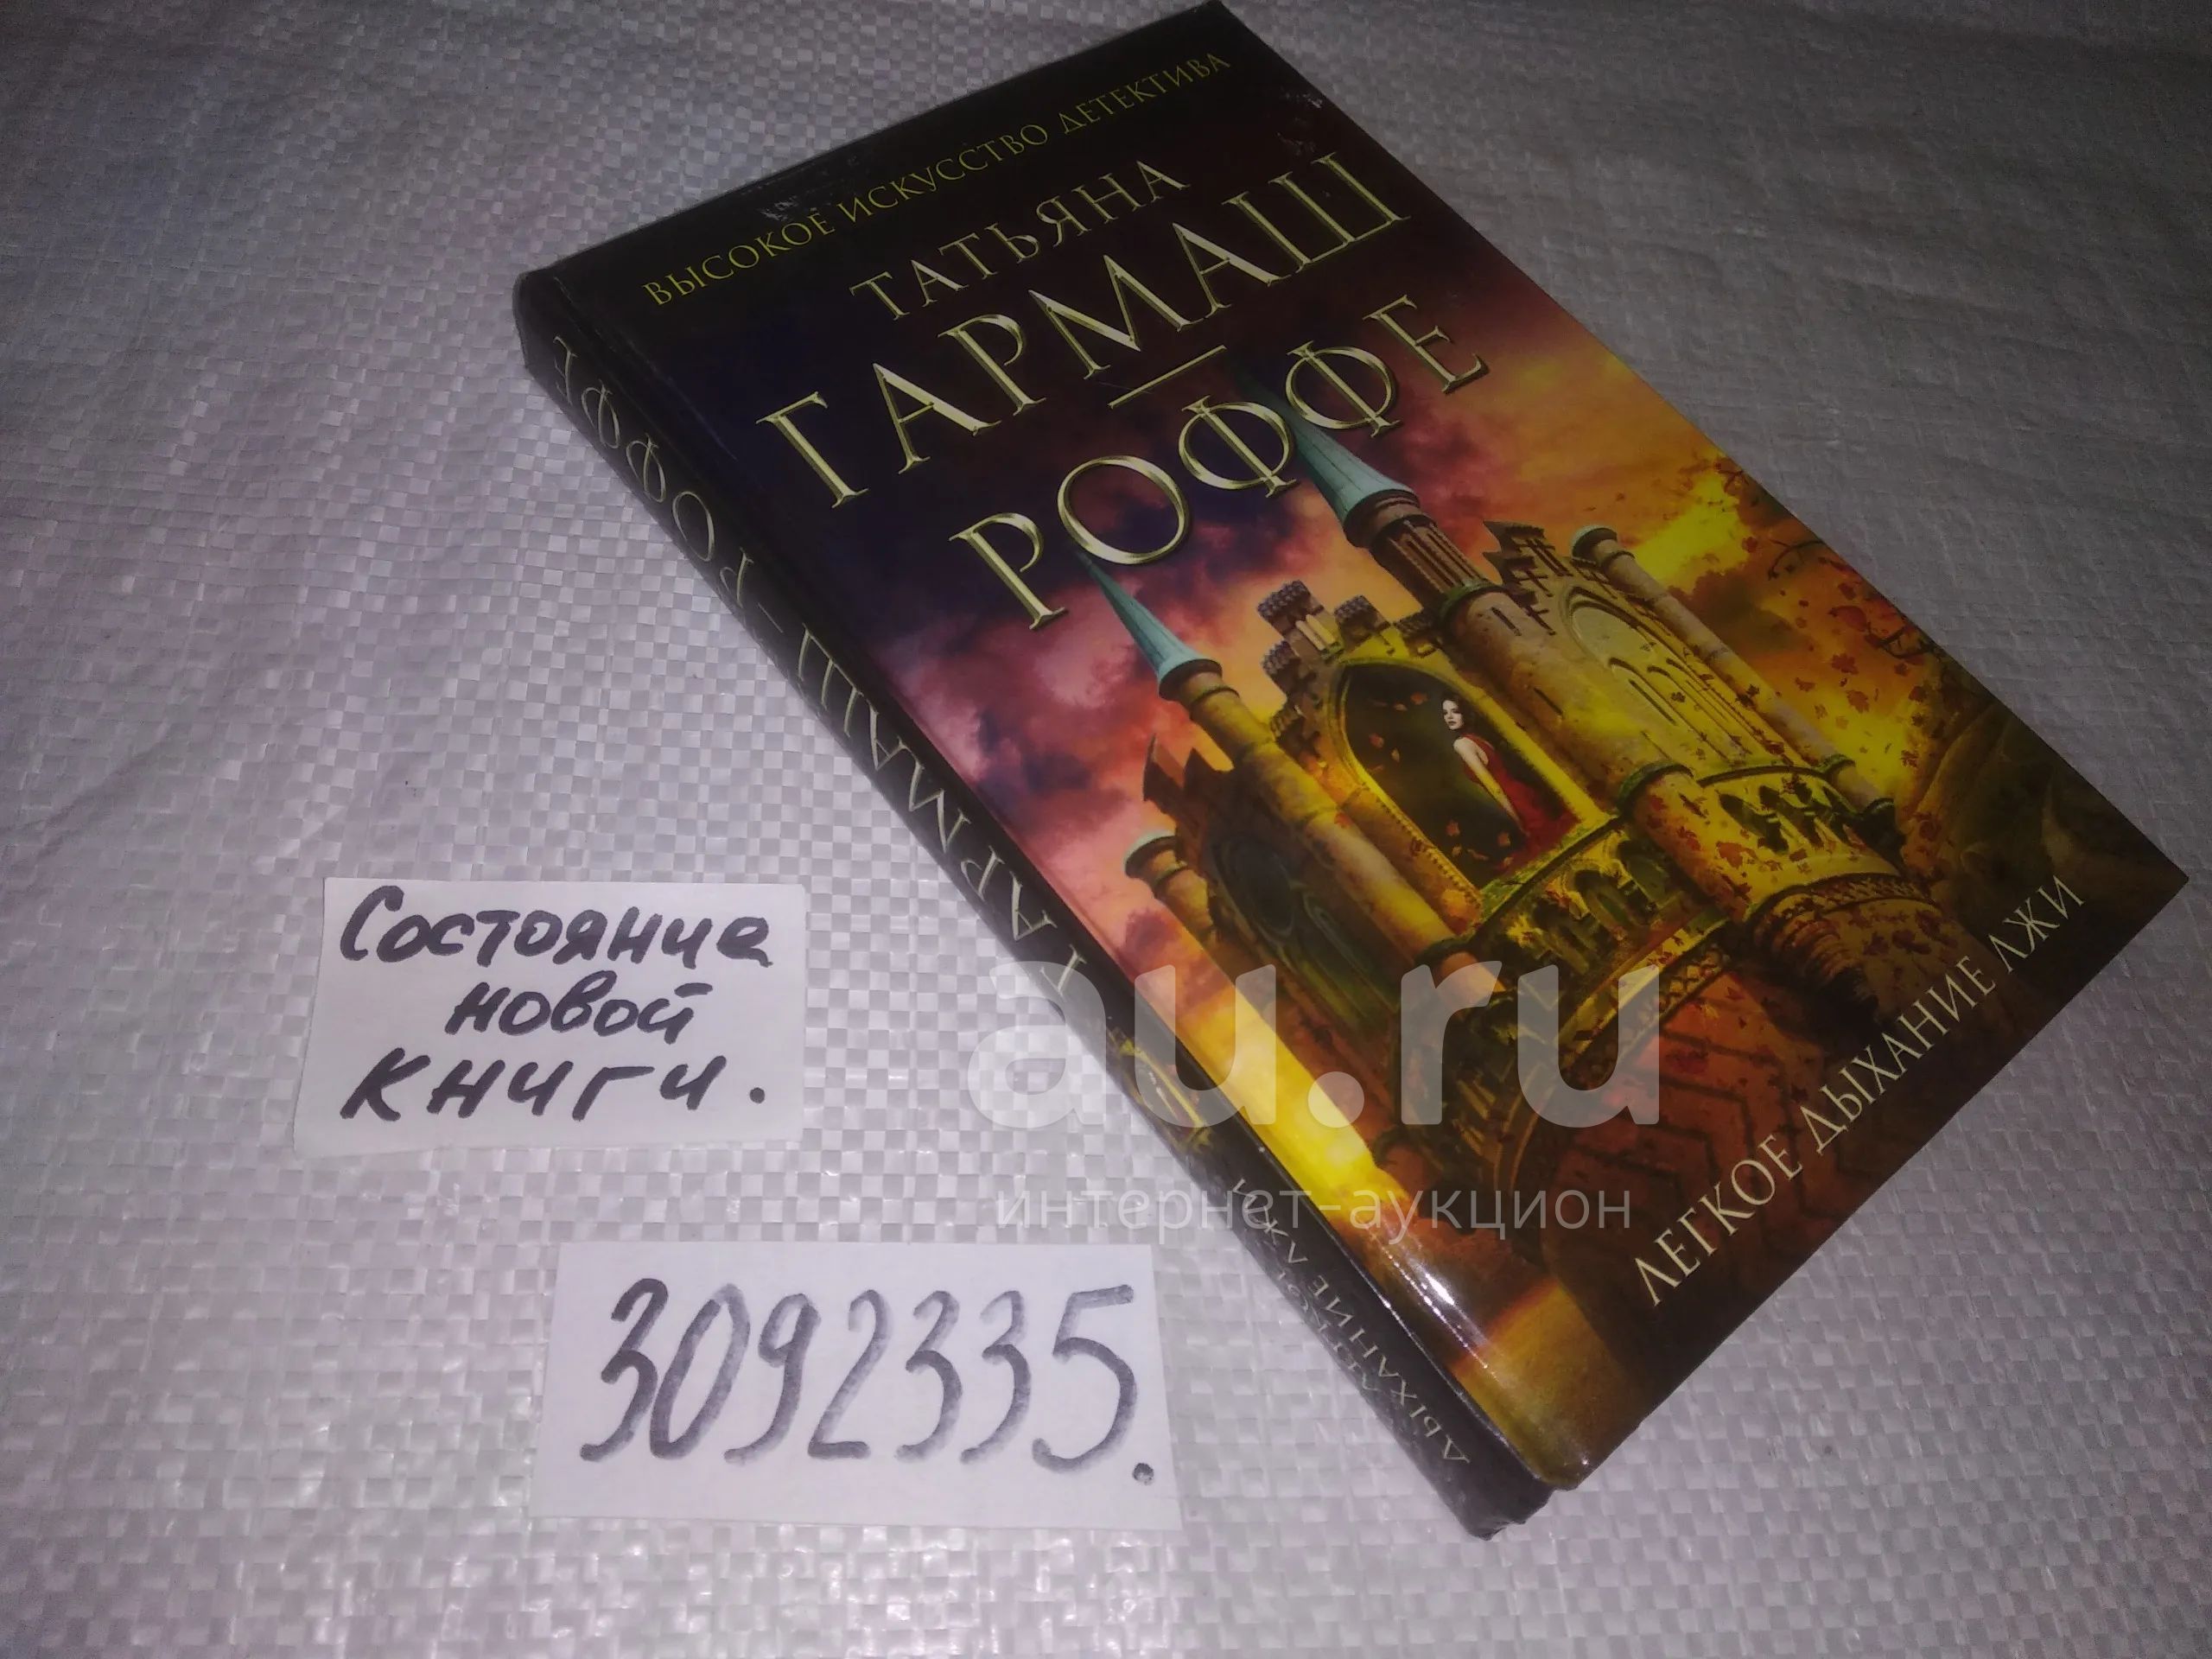 ВЫСОКОЕ ИСКУССТВО ДЕТЕКТИВА
ТАТЬЯНА
ГАРМАШ
РОФФЕ
ЛЕГКОЕ ДЫХАНИЕ ЛЖИ
ГАРМАШ-РОФФЕ
ЛЕГКОЕ
ДЫХАНИЕ ЛЖИ
Состояние
новой
книги.
3092335.
au.ru
интернет-аукцион